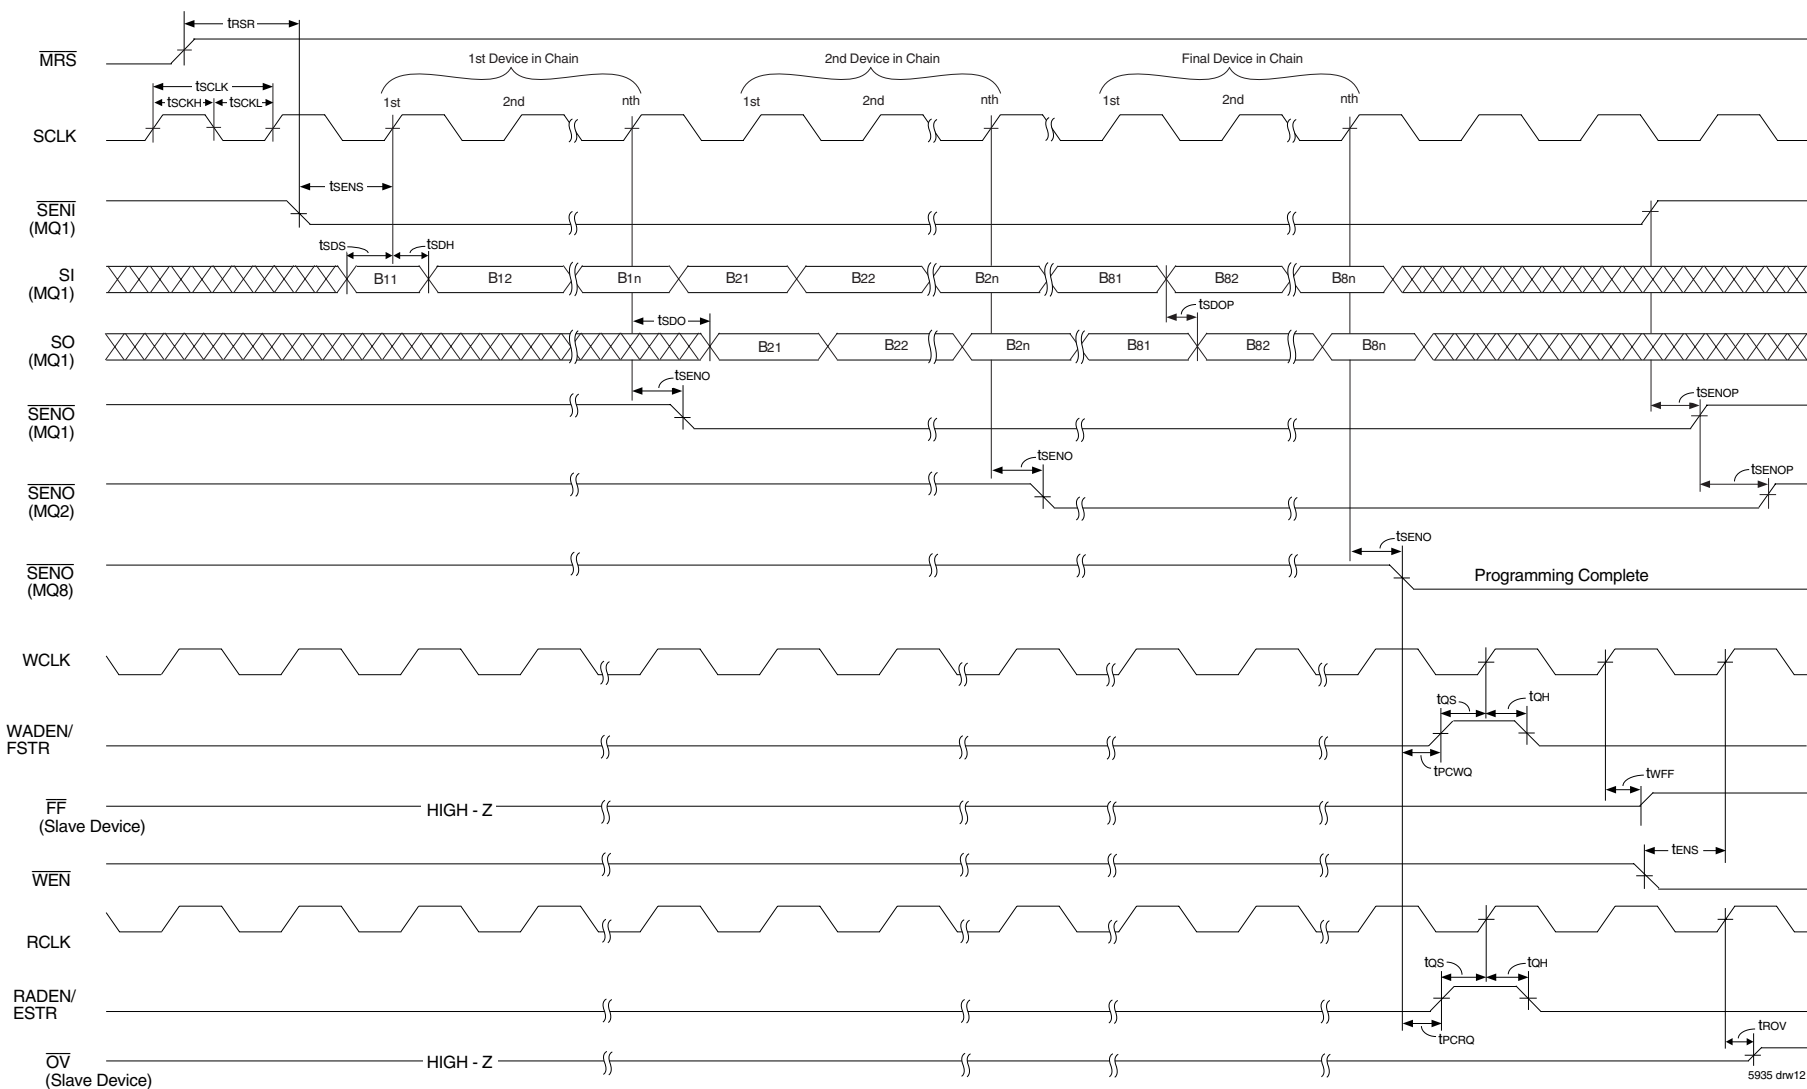 tRSR
MRS
1st Device in Chain
2nd Device in Chain
Final Device in Chain
tSCLK
tSCKH
tSCKL
1st
2nd
nth
1st
2nd
nth
1st
2nd
nth
SCLK
tSENS
SENI
(MQ1)
tSDS
tSDH
SI
(MQ1)
B11
B12
B1n
B21
B22
B2n
B81
B82
B8n
tSDO
tSDOP
SO
(MQ1)
B21
B22
B2n
B81
B82
B8n
tSENO
tSENOP
SENO
(MQ1)
tSENO
tSENOP
SENO
(MQ2)
tSENO
SENO
(MQ8)
Programming Complete
WCLK
tQS
tQH
WADEN/
FSTR
tPCWQ
tWFF
FF
(Slave Device)
HIGH - Z
tENS
WEN
RCLK
tQS
tQH
RADEN/
ESTR
tPCRQ
tROV
OV
(Slave Device)
HIGH - Z
5935 drw12